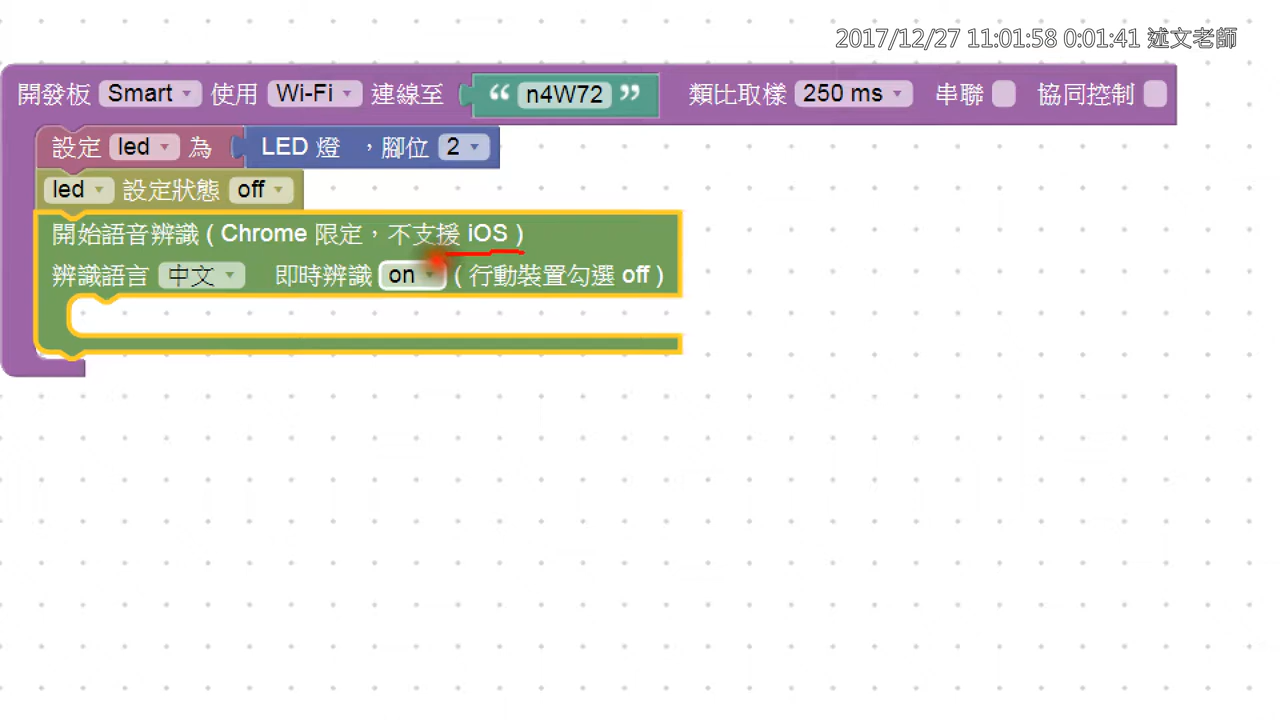 2017/12/27 11:01:58 0:01:41 述文老師
開發板 Smart 使用 Wi-Fi 連線至 “ n4W72 ” 類比取樣 250 ms 串聯 協同控制
設定 led 為 LED 燈 ，腳位 2
led 設定狀態 off
開始語音辨識 ( Chrome 限定，不支援 iOS )
辨識語言 中文 即時辨識 on ( 行動裝置勾選 off )